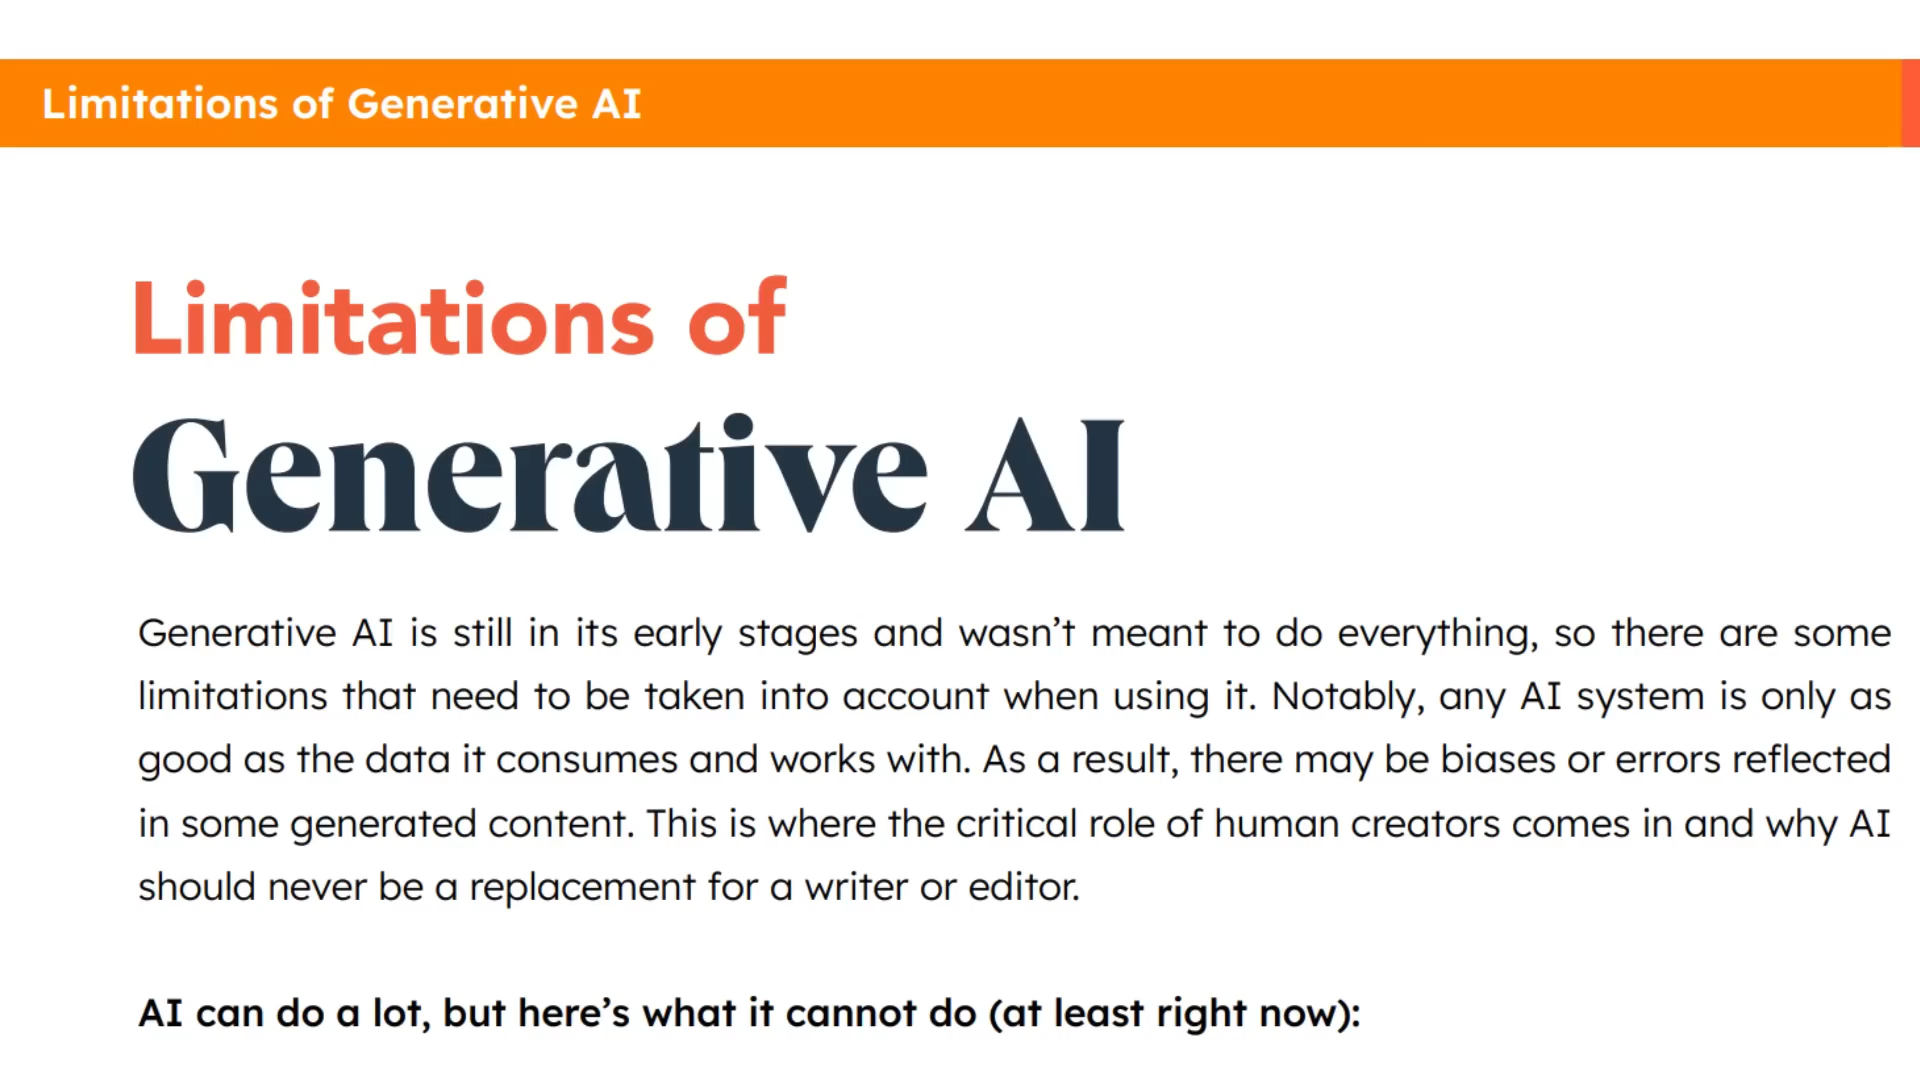 Limitations of Generative AI
Limitations of
Generative AI
Generative AI is still in its early stages and wasn’t meant to do everything, so there are some
limitations that need to be taken into account when using it. Notably, any AI system is only as
good as the data it consumes and works with. As a result, there may be biases or errors reflected
in some generated content. This is where the critical role of human creators comes in and why AI
should never be a replacement for a writer or editor.
AI can do a lot, but here’s what it cannot do (at least right now):